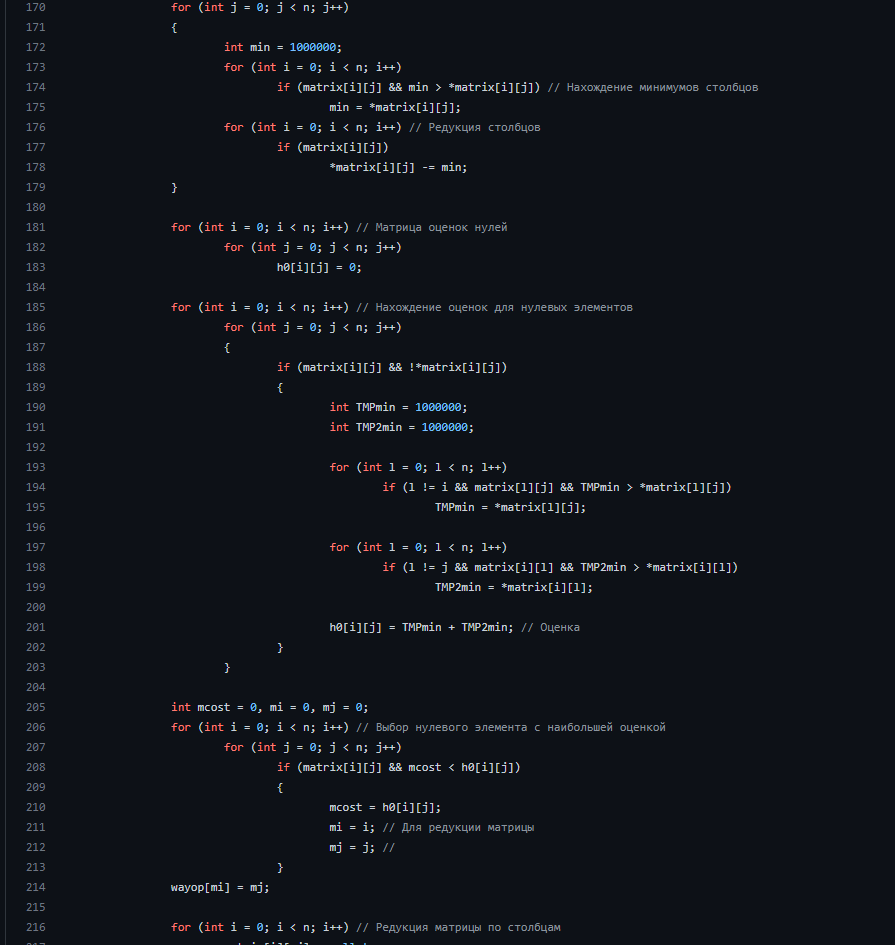 170 for (int j = 0; j < n; j++)
171 {
172 int min = 1000000;
173 for (int i = 0; i < n; i++)
174 if (matrix[i][j] && min > *matrix[i][j]) // Нахождение минимумов столбцов
175 min = *matrix[i][j];
176 for (int i = 0; i < n; i++) // Редукция столбцов
177 if (matrix[i][j])
178 *matrix[i][j] -= min;
179 }
180
181 for (int i = 0; i < n; i++) // Матрица оценок нулей
182 for (int j = 0; j < n; j++)
183 h0[i][j] = 0;
184
185 for (int i = 0; i < n; i++) // Нахождение оценок для нулевых элементов
186 for (int j = 0; j < n; j++)
187 {
188 if (matrix[i][j] && !*matrix[i][j])
189 {
190 int TMPmin = 1000000;
191 int TMP2min = 1000000;
192
193 for (int l = 0; l < n; l++)
194 if (l != i && matrix[l][j] && TMPmin > *matrix[l][j])
195 TMPmin = *matrix[l][j];
196
197 for (int l = 0; l < n; l++)
198 if (l != j && matrix[i][l] && TMP2min > *matrix[i][l])
199 TMP2min = *matrix[i][l];
200
201 h0[i][j] = TMPmin + TMP2min; // Оценка
202 }
203 }
204
205 int mcost = 0, mi = 0, mj = 0;
206 for (int i = 0; i < n; i++) // Выбор нулевого элемента с наибольшей оценкой
207 for (int j = 0; j < n; j++)
208 if (matrix[i][j] && mcost < h0[i][j])
209 {
210 mcost = h0[i][j];
211 mi = i; // Для редукции матрицы
212 mj = j; //
213 }
214 wayop[mi] = mj;
215
216 for (int i = 0; i < n; i++) // Редукция матрицы по столбцам